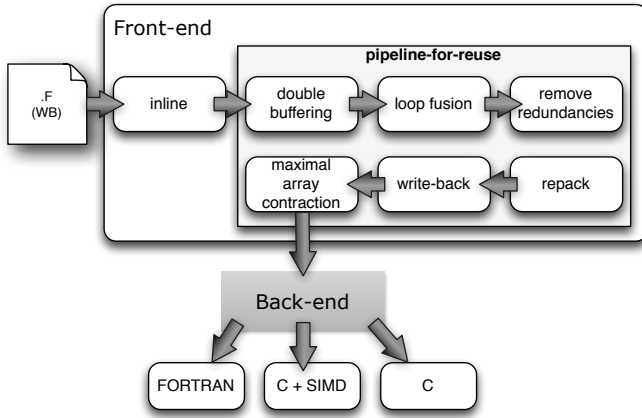 Front-end
pipeline-for-reuse
.F
(WB)
inline
double
buffering
loop fusion
remove
redundancies
maximal
array
contraction
write-back
repack
Back-end
FORTRAN
C + SIMD
C